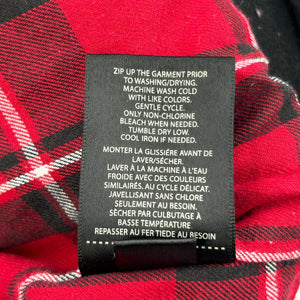 ZIP UP THE GARMENT PRIOR
TO WASHING/DRYING.
MACHINE WASH COLD
WITH LIKE COLORS.
GENTLE CYCLE.
ONLY NON-CHLORINE
BLEACH WHEN NEEDED.
TUMBLE DRY LOW.
COOL IRON IF NEEDED.
MONTER LA GLISSIÈRE AVANT DE
LAVER/SÉCHER.
LAVER À LA MACHINE À L'EAU
FROIDE AVEC DES COULEURS
SIMILAIRES. AU CYCLE DÉLICAT.
JAVELLISANT SANS CHLORE
SEULEMENT AU BESOIN.
SÉCHER PAR CULBUTAGE À
BASSE TEMPÉRATURE
REPASSER AU FER TIEDE AU BESOIN